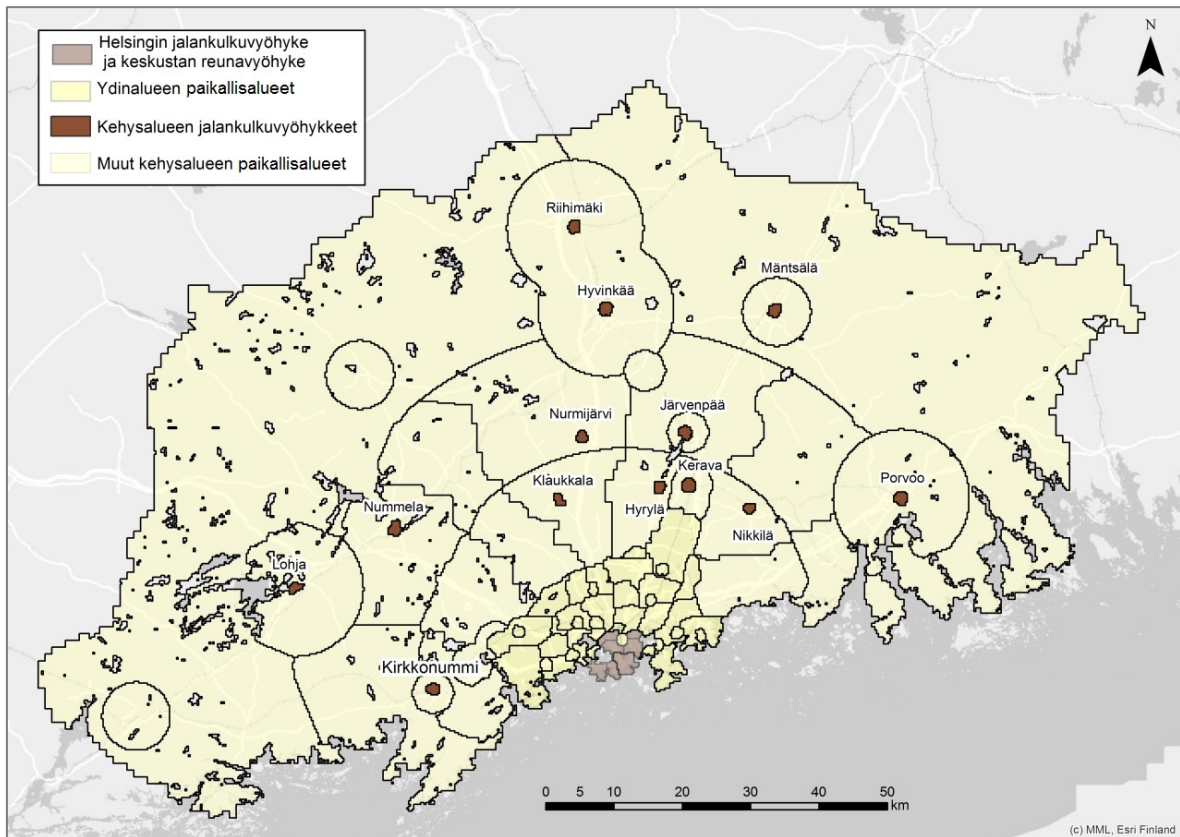 Helsingin jalankulkuvyöhyke
ja keskustan reunavyöhyke
Ydinalueen paikallisalueet
Kehysalueen jalankulkuvyöhykkeet
Muut kehysalueen paikallisalueet
N
Riihimäki
Mäntsälä
Hyvinkää
Järvenpää
Nurmijärvi
Kerava
Klaukkala
Porvoo
Nummela
Hyrylä
Nikkilä
Lohja
Kirkkonummi
0 5 10 20 30 40 50
km
(c) MML, Esri Finland